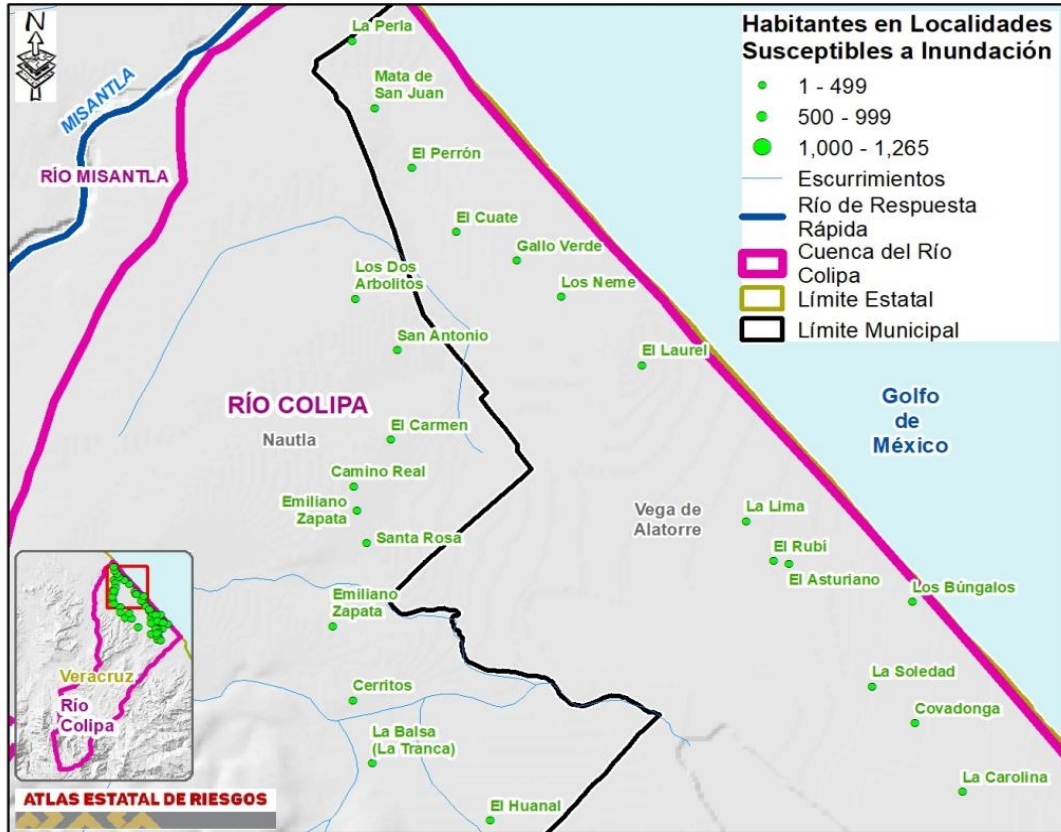 N
La Perla
Mata de
San Juan
MISANTLA
RÍO MISANTLA
El Perrón
El Cuate
Gallo Verde
Los Dos
Arbolitos
Los Neme
San Antonio
El Laurel
RÍO COLIPA
Nautla
El Carmen
Camino Real
Emiliano
Zapata
Santa Rosa
Vega de
Alatorre
La Lima
El Rubí
El Asturiano
Los Búngalos
Emiliano
Zapata
Cerritos
La Balsa
(La Tranca)
El Huanal
La Soledad
Covadonga
La Carolina
Golfo
de
México
Habitantes en Localidades
Susceptibles a Inundación
1 - 499
500 - 999
1,000 - 1,265
Escurrimientos
Río de Respuesta
Rápida
Cuenca del Río
Colipa
Límite Estatal
Límite Municipal
Veracruz
Río
Colipa
ATLAS ESTATAL DE RIESGOS